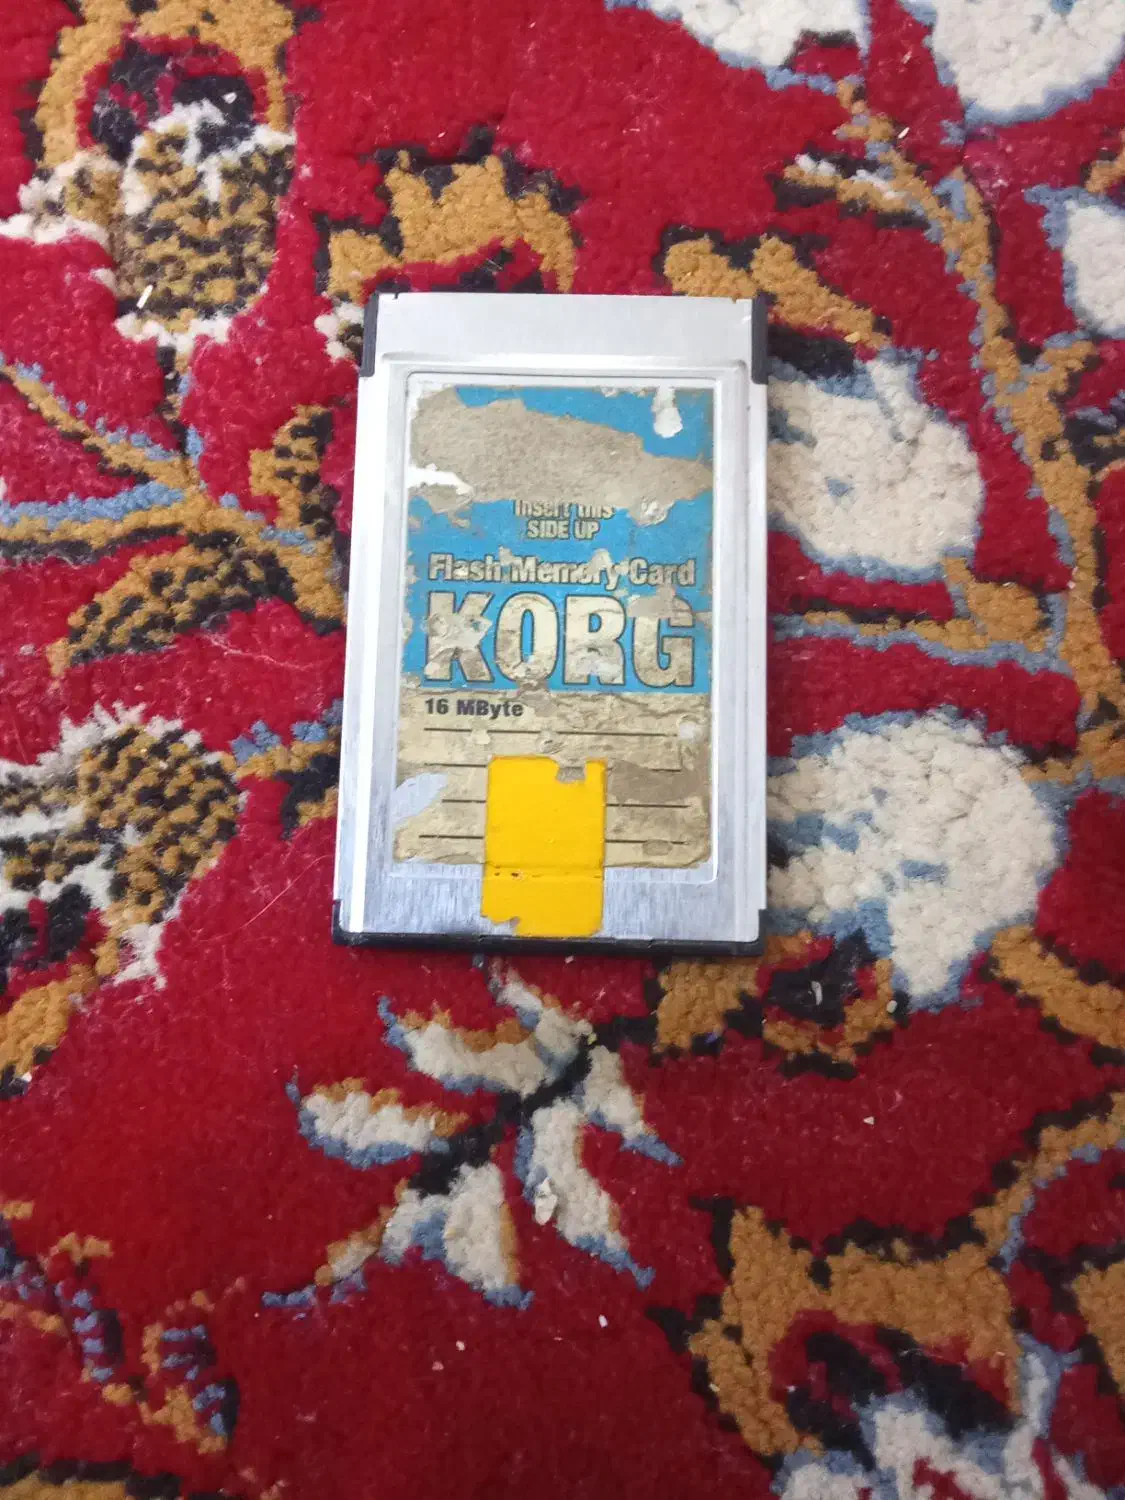 Insert this
SIDE UP
Flash Memory Card
KORG
16 MByte